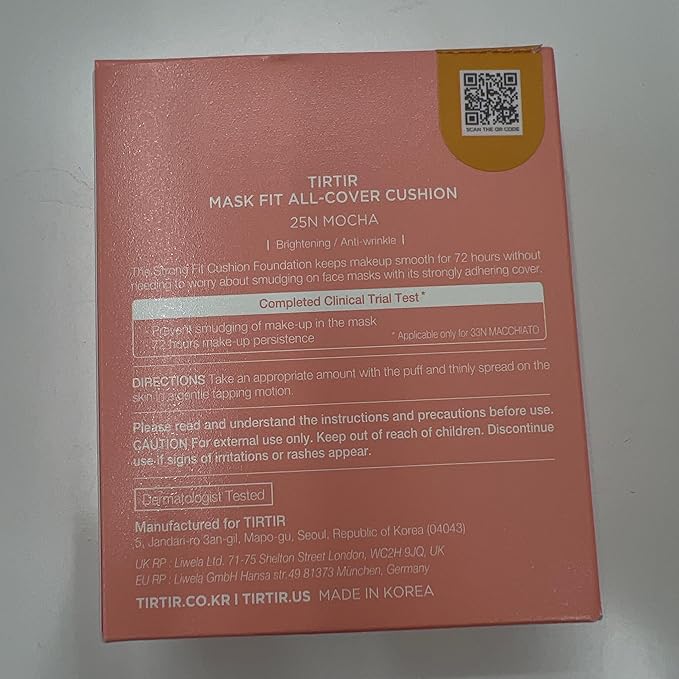 SCAN THE QR CODE
TIRTIR
MASK FIT ALL-COVER CUSHION
25N MOCHA
| Brightening / Anti-wrinkle |
The Strong Fit Cushion Foundation keeps makeup smooth for 72 hours without
needing to worry about smudging on face masks with its strongly adhering cover.
Completed Clinical Trial Test*
Prevent smudging of make-up in the mask
72 hours make-up persistence
* Applicable only for 33N MACCHIATO
DIRECTIONS Take an appropriate amount with the puff and thinly spread on the
skin in a gentle tapping motion.
Please read and understand the instructions and precautions before use.
CAUTION For external use only. Keep out of reach of children. Discontinue
use if signs of irritations or rashes appear.
Dermatologist Tested
Manufactured for TIRTIR
5, Jandari-ro 3an-gil, Mapo-gu, Seoul, Republic of Korea (04043)
UK RP : Liwela Ltd. 71-75 Shelton Street London, WC2H 9JQ, UK
EU RP : Liwela GmbH Hansa str.49 81373 München, Germany
TIRTIR.CO.KR | TIRTIR.US MADE IN KOREA